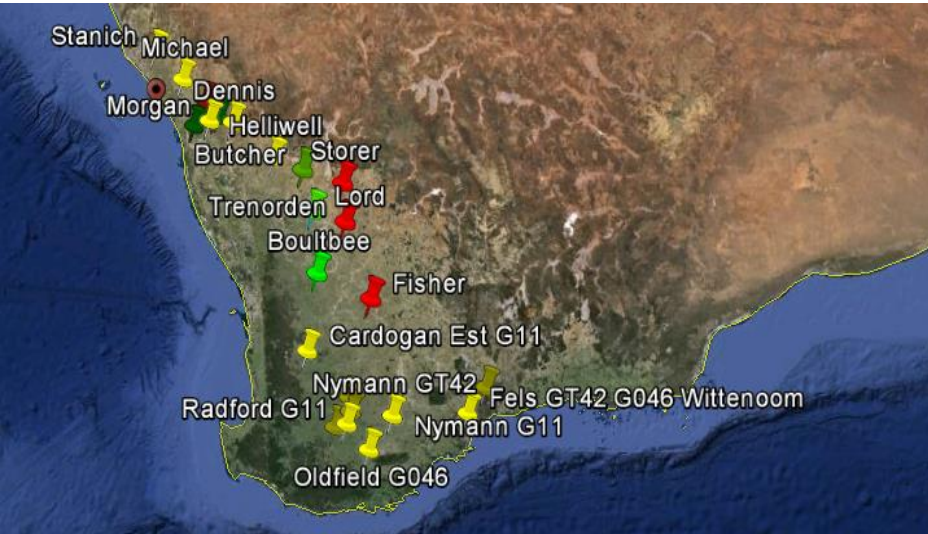 Stanich
Michael
Dennis
Morgan
Helliwell
Butcher
Storer
Lord
Trenorden
Boultbee
Fisher
Cardogan Est G11
Nymann GT42
Fels GT42 G046 Wittenoom
Radford G11
Nymann G11
Oldfield G046